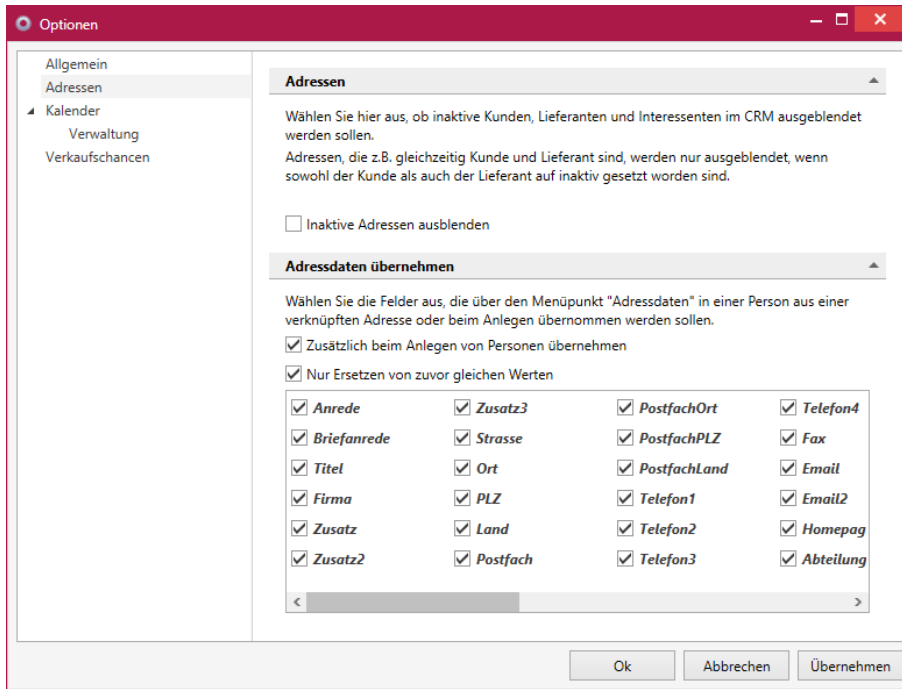 Optionen
Allgemein
Adressen
Kalender
Verwaltung
Verkaufschancen
Adressen
Wählen Sie hier aus, ob inaktive Kunden, Lieferanten und Interessenten im CRM ausgeblendet
werden sollen.
Adressen, die z.B. gleichzeitig Kunde und Lieferant sind, werden nur ausgeblendet, wenn
sowohl der Kunde als auch der Lieferant auf inaktiv gesetzt worden sind.
Inaktive Adressen ausblenden
Adressdaten übernehmen
Wählen Sie die Felder aus, die über den Menüpunkt "Adressdaten" in einer Person aus einer
verknüpften Adresse oder beim Anlegen übernommen werden sollen.
Zusätzlich beim Anlegen von Personen übernehmen
Nur Ersetzen von zuvor gleichen Werten
Anrede Zusatz3 PostfachOrt Telefon4
Briefanrede Strasse PostfachPLZ Fax
Titel Ort PostfachLand Email
Firma PLZ Telefon1 Email2
Zusatz Land Telefon2 Homepag
Zusatz2 Postfach Telefon3 Abteilung
Ok Abbrechen Übernehmen